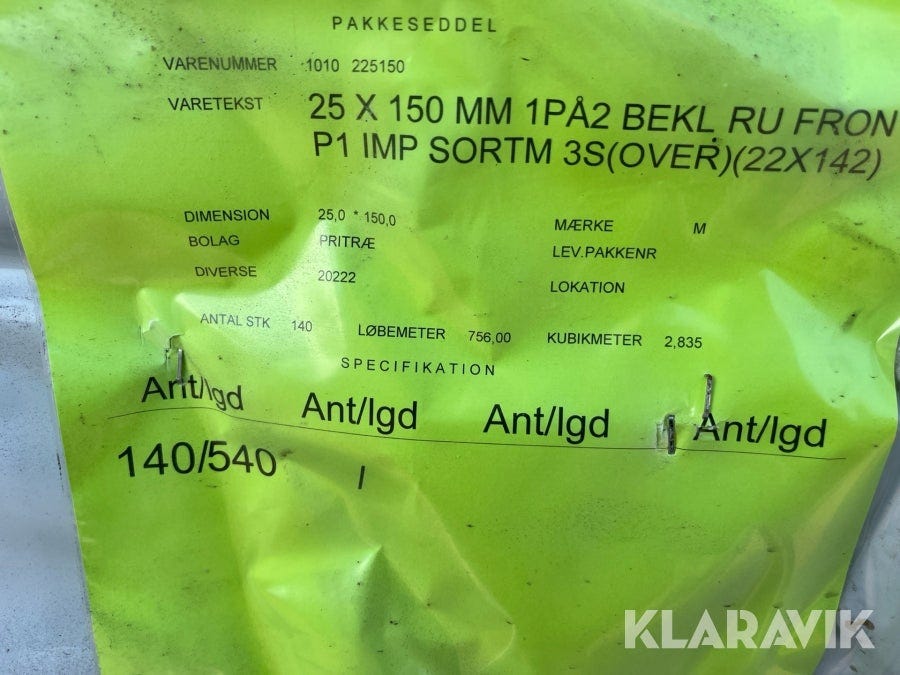 PAKKESEDDEL
VARENUMMER 1010 225150
VARETEKST 25 X 150 MM 1PÅ2 BEKL RU FRON
P1 IMP SORTM 3S(OVER)(22X142)
DIMENSION 25,0 * 150,0 MÆRKE M
BOLAG PRITRÆ LEV.PAKKENR
DIVERSE 20222 LOKATION
ANTAL STK 140 LØBEMETER 756,00 KUBIKMETER 2,835
SPECIFIKATION
Ant/lgd Ant/lgd Ant/lgd Ant/lgd
140/540 I
KLARAVIK